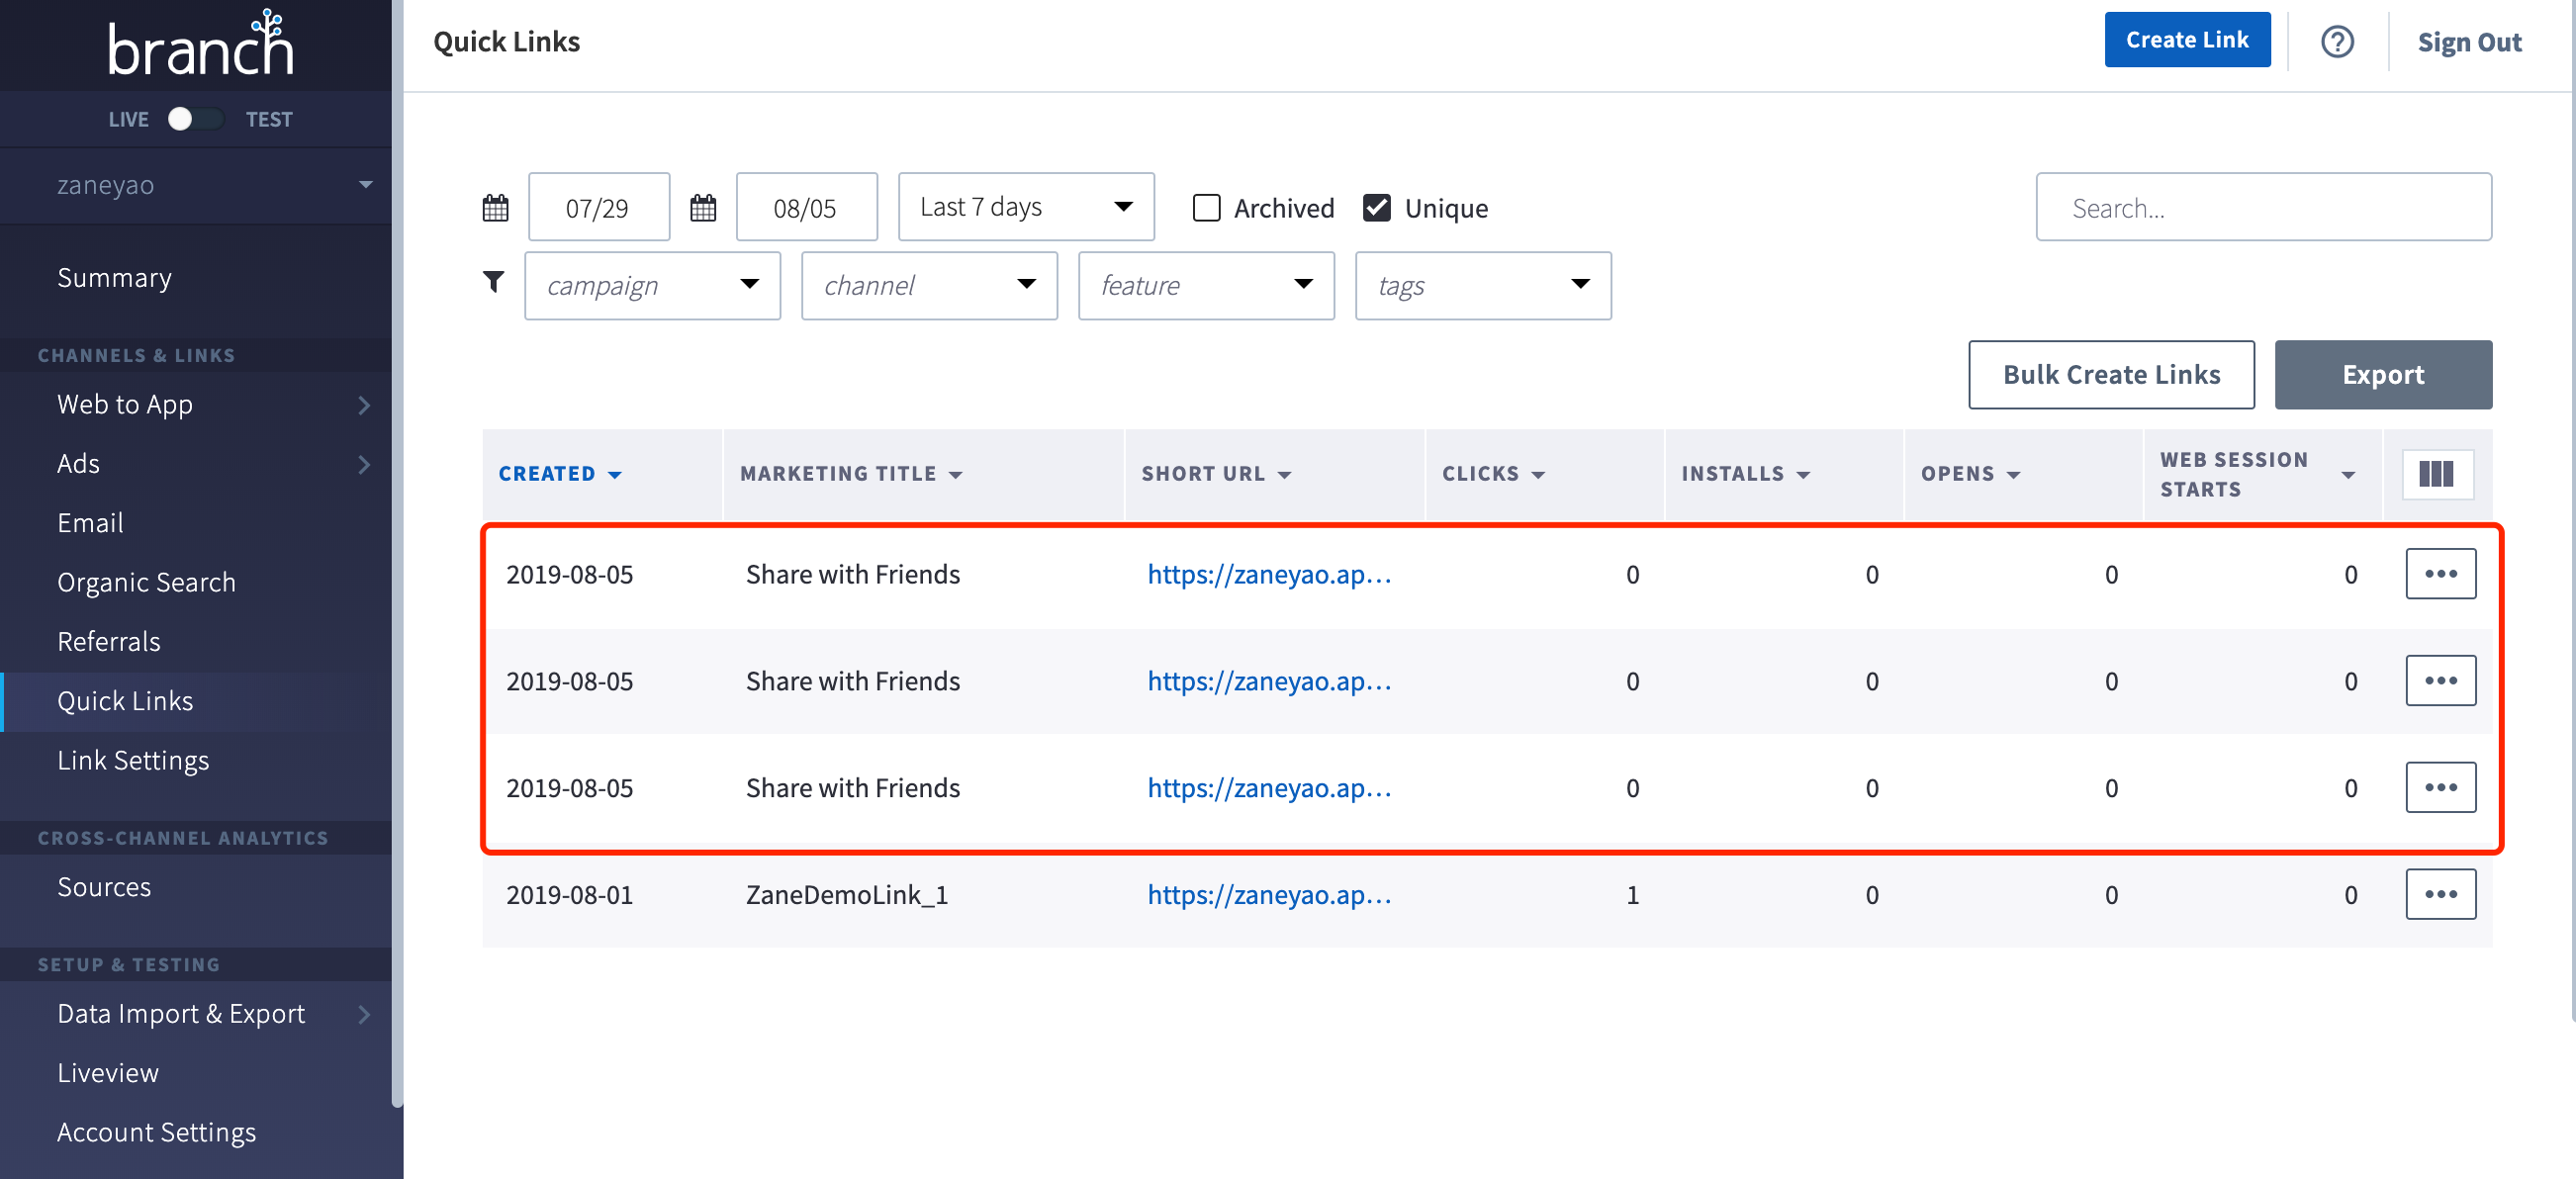 branch
LIVE TEST
zaneyao
Summary
CHANNELS & LINKS
Web to App
Ads
Email
Organic Search
Referrals
Quick Links
Link Settings
CROSS-CHANNEL ANALYTICS
Sources
SETUP & TESTING
Data Import & Export
Liveview
Account Settings
Quick Links
Create Link
?
Sign Out
07/29 08/05 Last 7 days Archived Unique Search...
campaign channel feature tags
Bulk Create Links Export
CREATED MARKETING TITLE SHORT URL CLICKS INSTALLS OPENS WEB SESSION STARTS
2019-08-05 Share with Friends https://zaneyao.ap... 0 0 0 0
2019-08-05 Share with Friends https://zaneyao.ap... 0 0 0 0
2019-08-05 Share with Friends https://zaneyao.ap... 0 0 0 0
2019-08-01 ZaneDemoLink_1 https://zaneyao.ap... 1 0 0 0